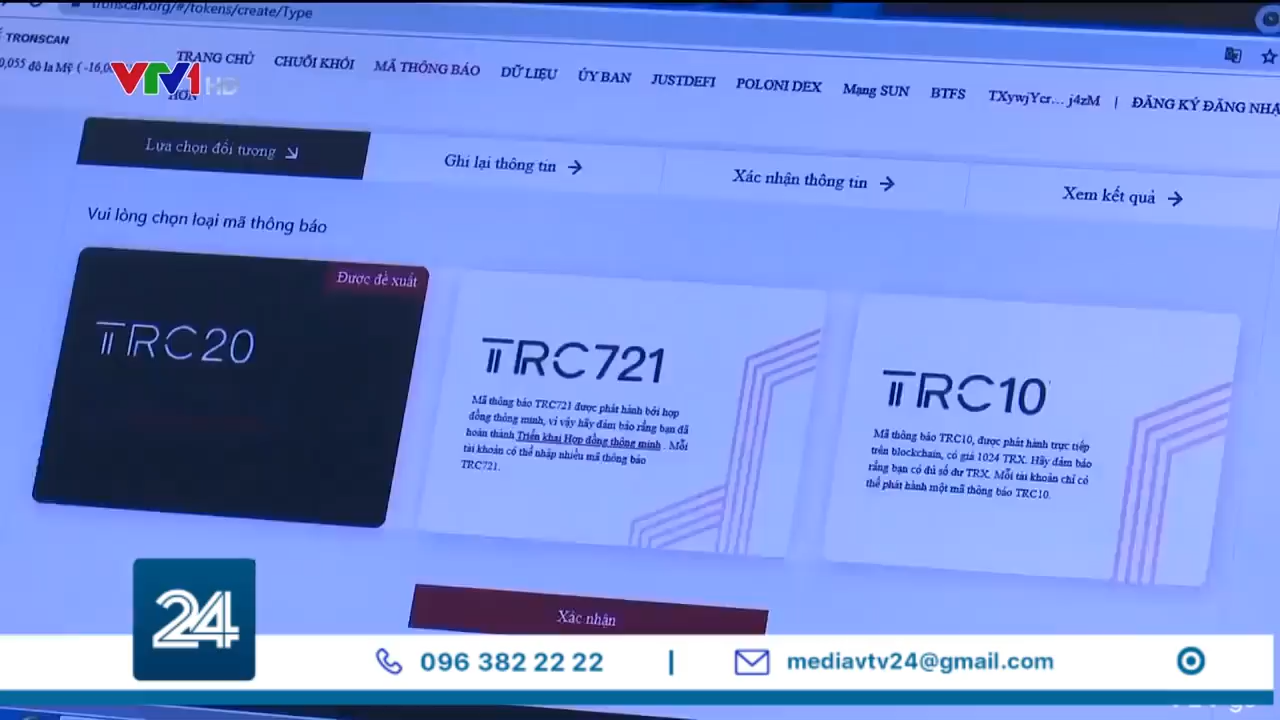 tronscan.org/#/tokens/create/Type
TRONSCAN
0,055 đô la Mỹ ( -16,0
VTV1 HD
TRANG CHỦ CHUỖI KHỐI MÃ THÔNG BÁO DỮ LIỆU ỦY BAN JUSTDEFI POLONI DEX Mạng SUN BTFS TXywjYcr... j4zM | ĐĂNG KÝ ĐĂNG NHẬ
HƠN
Lựa chọn đối tượng
Ghi lại thông tin
Xác nhận thông tin
Xem kết quả
Vui lòng chọn loại mã thông báo
Được đề xuất
TRC20
TRC721
Mã thông báo TRC721 được phát hành bởi hợp
đồng thông minh, vì vậy hãy đảm bảo rằng bạn đã
hoàn thành Triển khai Hợp đồng thông minh . Mỗi
tài khoản có thể nhập nhiều mã thông báo
TRC721.
TRC10
Mã thông báo TRC10, được phát hành trực tiếp
trên blockchain, có giá 1024 TRX. Hãy đảm bảo
rằng bạn có đủ số dư TRX. Mỗi tài khoản chỉ có
thể phát hành một mã thông báo TRC10.
Xác nhận
24
096 382 22 22 | mediavtv24@gmail.com